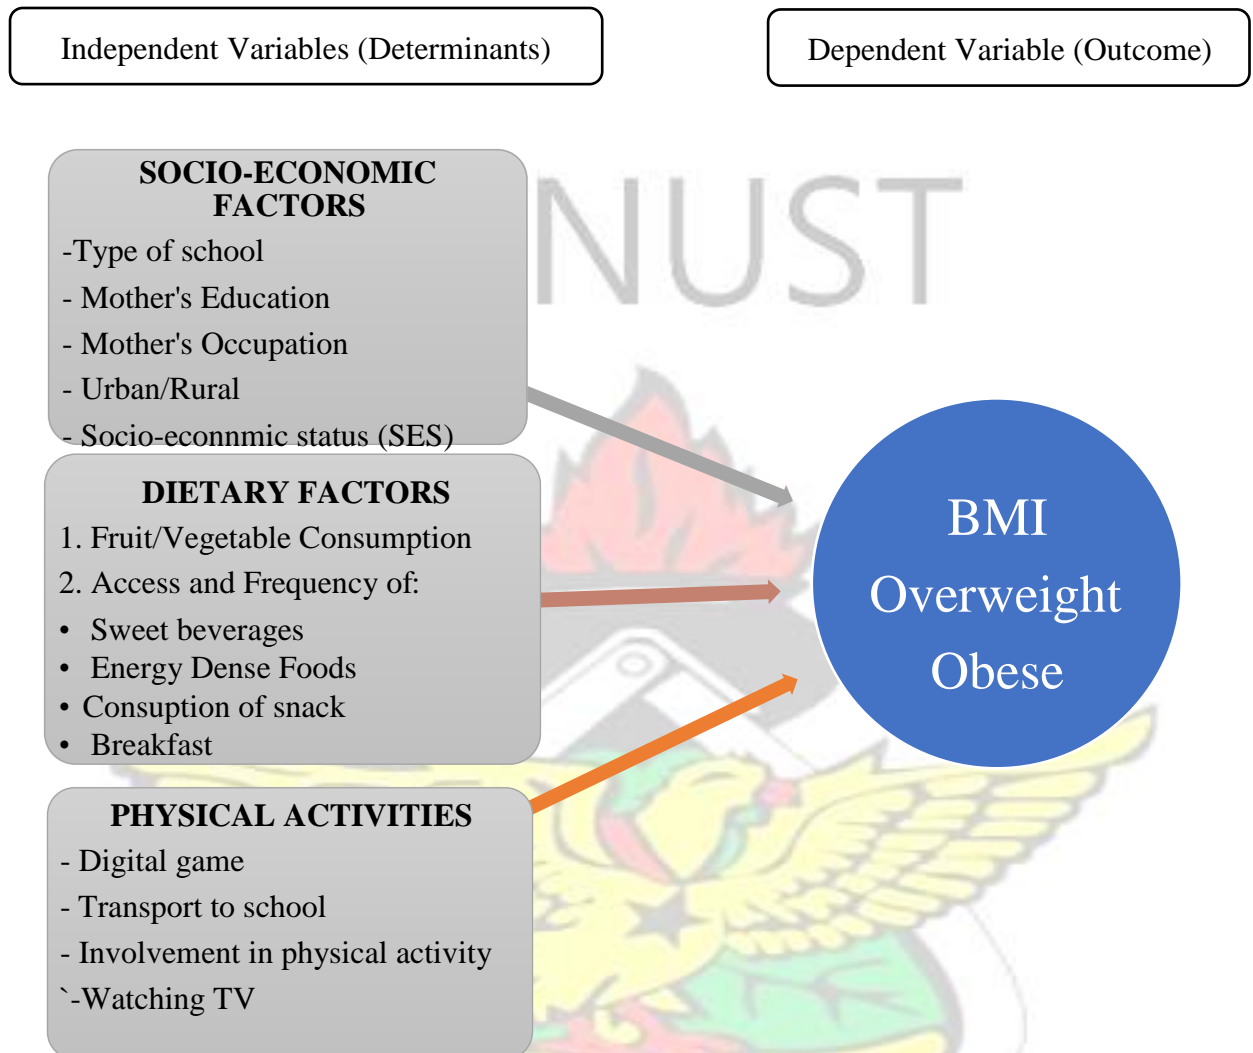 Independent Variables (Determinants)
Dependent Variable (Outcome)
NUST
SOCIO-ECONOMIC
FACTORS
-Type of school
- Mother's Education
- Mother's Occupation
- Urban/Rural
- Socio-econnmic status (SES)
DIETARY FACTORS
1. Fruit/Vegetable Consumption
2. Access and Frequency of:
• Sweet beverages
• Energy Dense Foods
• Consuption of snack
• Breakfast
PHYSICAL ACTIVITIES
- Digital game
- Transport to school
- Involvement in physical activity
`-Watching TV
BMI
Overweight
Obese